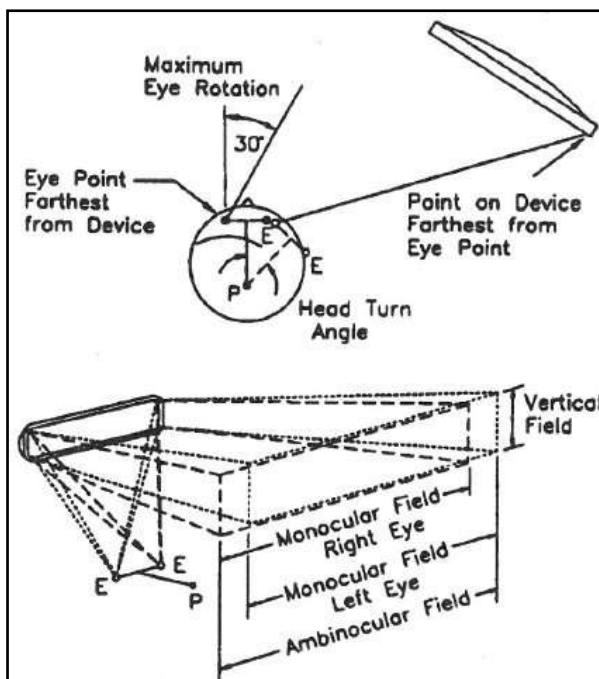 Maximum
Eye Rotation
30°
Eye Point
Farthest
from Device
E
Point on Device
Farthest from
Eye Point
E
P
Head Turn
Angle
Vertical
Field
Monocular Field
Right Eye
E
E
Monocular Field
Left Eye
P
Ambinocular Field